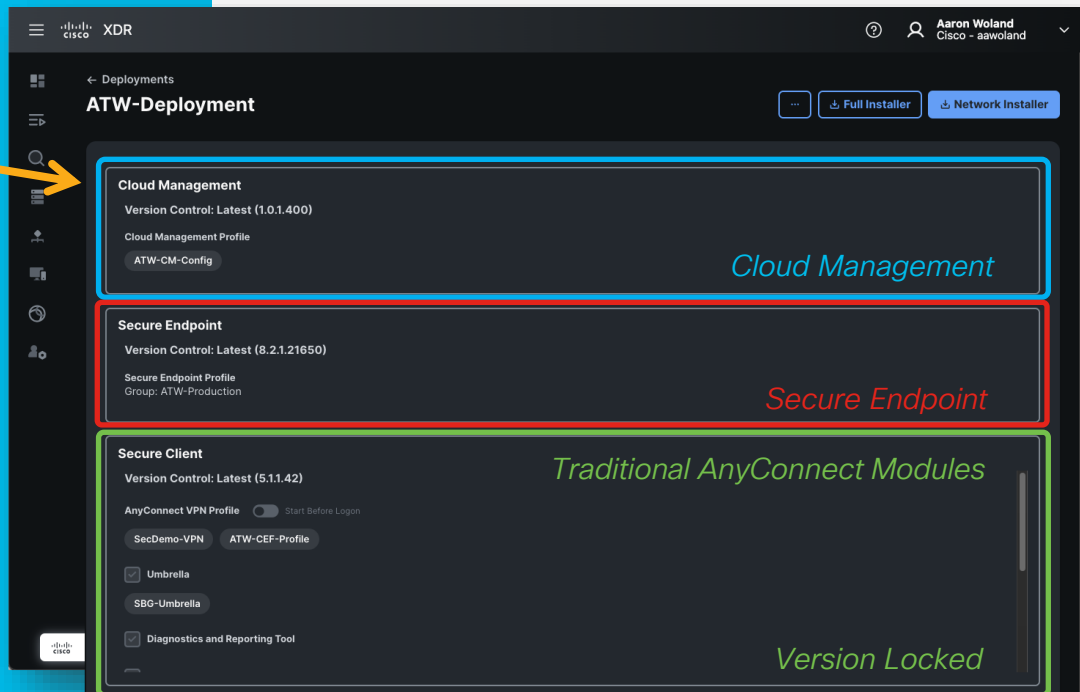 CISCO XDR
Aaron Woland
Cisco - aawoland
← Deployments
ATW-Deployment
...
Full Installer
Network Installer
Cloud Management
Version Control: Latest (1.0.1.400)
Cloud Management Profile
ATW-CM-Config
Cloud Management
Secure Endpoint
Version Control: Latest (8.2.1.21650)
Secure Endpoint Profile
Group: ATW-Production
Secure Endpoint
Secure Client
Traditional AnyConnect Modules
Version Control: Latest (5.1.1.42)
AnyConnect VPN Profile Start Before Logon
SecDemo-VPN ATW-CEF-Profile
Umbrella
SBG-Umbrella
Diagnostics and Reporting Tool
Version Locked
CISCO